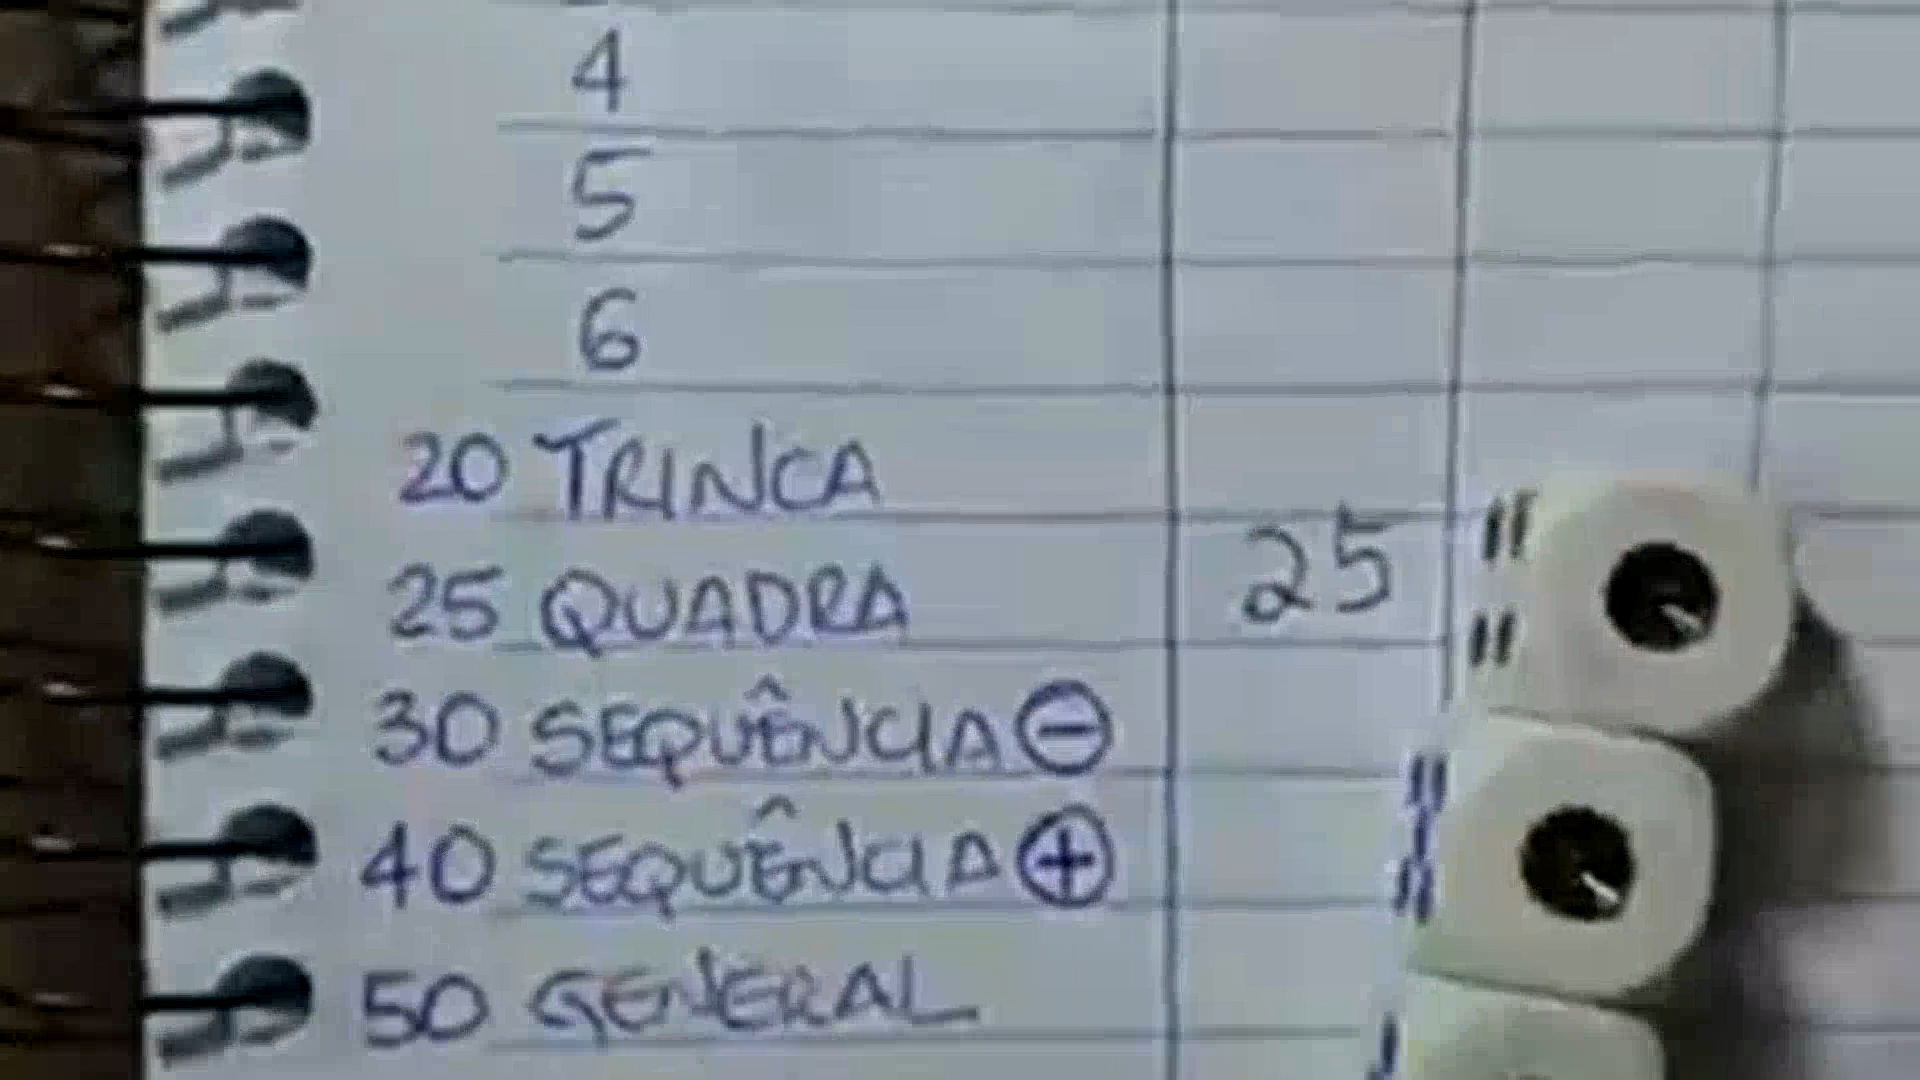 4
5
6
20 TRINCA
25 QUADRA 25
30 SEQUÊNCIA ⊖
40 SEQUÊNCIA ⊕
50 GENERAL